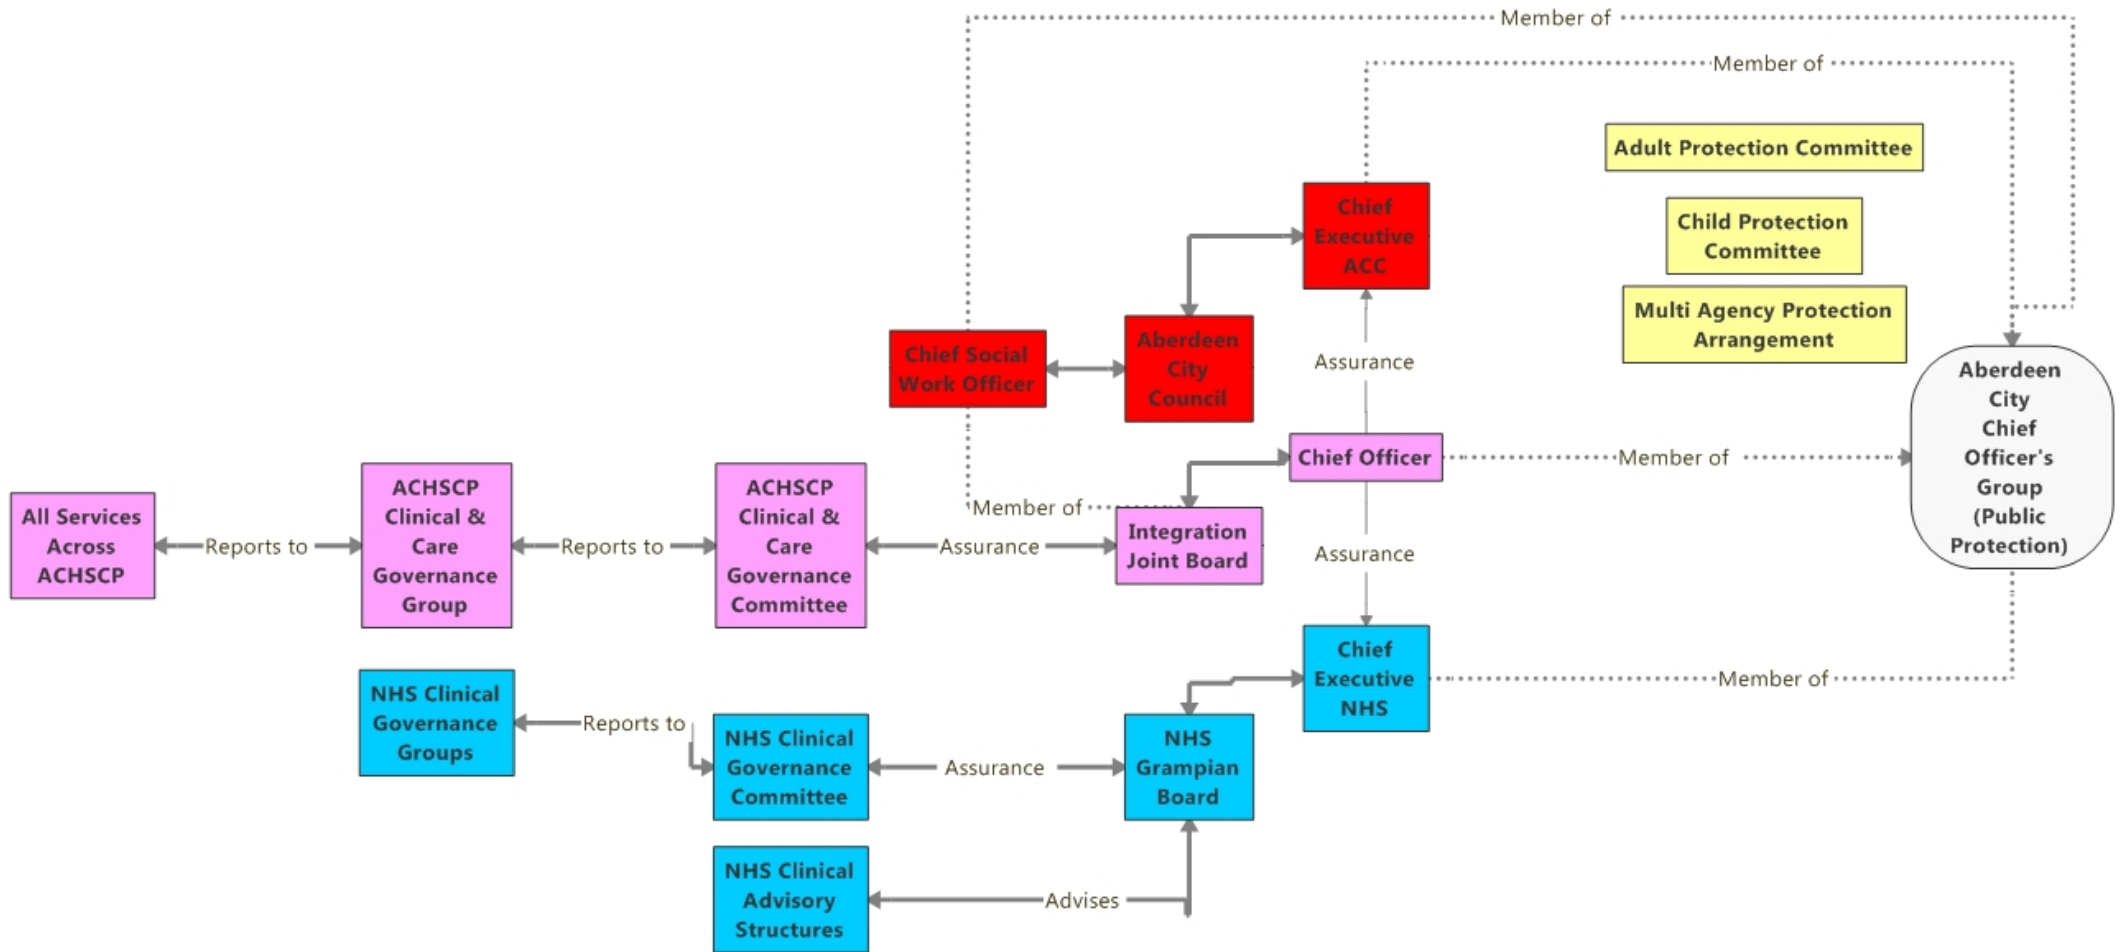 Member of
Member of
Adult Protection Committee
Chief
Executive
ACC
Child Protection
Committee
Multi Agency Protection
Arrangement
Chief Social
Work Officer
Aberdeen
City
Council
Assurance
Aberdeen
City
Chief
Officer's
Group
(Public
Protection)
Chief Officer
Member of
Member of
All Services
Across
ACHSCP
Reports to
ACHSCP
Clinical &
Care
Governance
Group
Reports to
ACHSCP
Clinical &
Care
Governance
Committee
Assurance
Integration
Joint Board
Assurance
Chief
Executive
NHS
Member of
NHS Clinical
Governance
Groups
Reports to
NHS Clinical
Governance
Committee
Assurance
NHS
Grampian
Board
NHS Clinical
Advisory
Structures
Advises